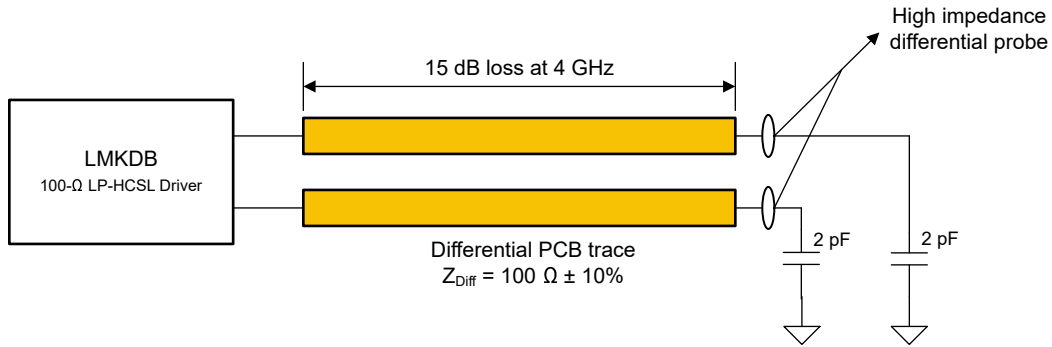 High impedance
differential probe
15 dB loss at 4 GHz
LMKDB
100-Ω LP-HCSL Driver
2 pF
2 pF
Differential PCB trace
Z_Diff = 100 Ω ± 10%